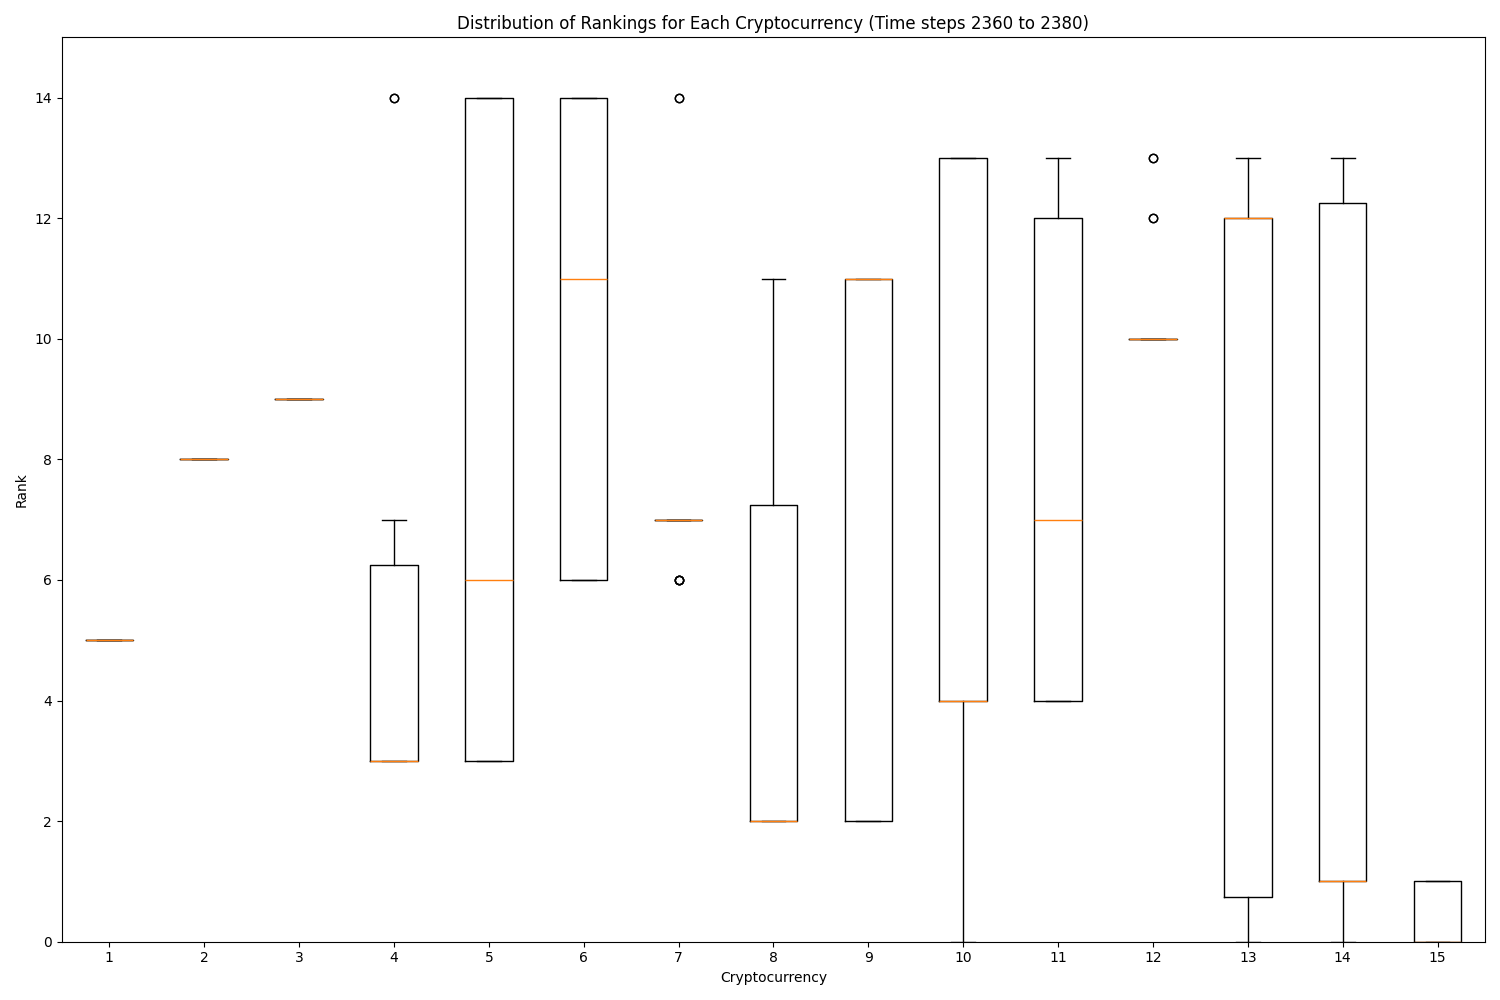 Distribution of Rankings for Each Cryptocurrency (Time steps 2360 to 2380)
14
12
10
8
6
4
2
0
Rank
1 2 3 4 5 6 7 8 9 10 11 12 13 14 15
Cryptocurrency